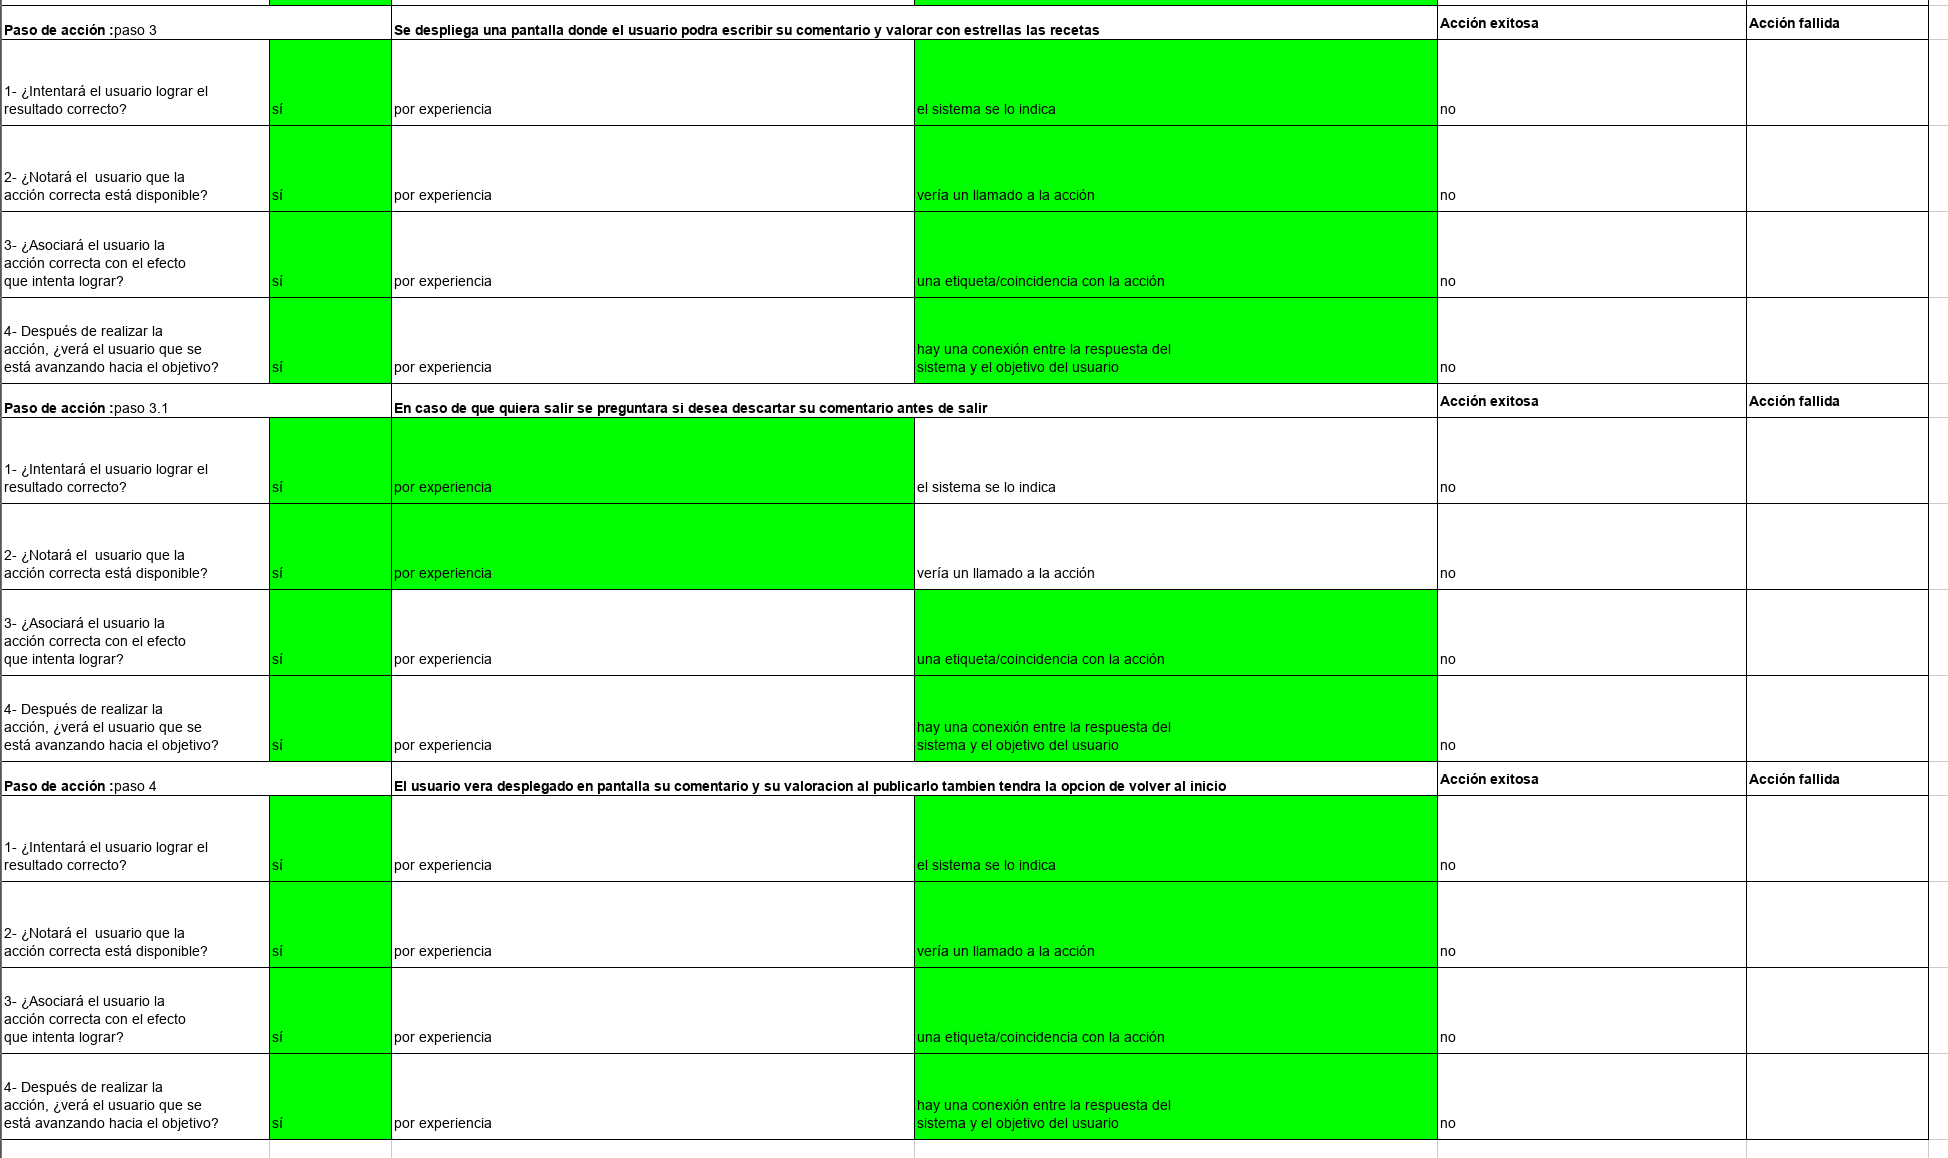 Paso de acción :paso 3
Se despliega una pantalla donde el usuario podra escribir su comentario y valorar con estrellas las recetas
Acción exitosa
Acción fallida
1- ¿Intentará el usuario lograr el
resultado correcto?
sí
por experiencia
el sistema se lo indica
no
2- ¿Notará el  usuario que la
acción correcta está disponible?
sí
por experiencia
vería un llamado a la acción
no
3- ¿Asociará el usuario la
acción correcta con el efecto
que intenta lograr?
sí
por experiencia
una etiqueta/coincidencia con la acción
no
4- Después de realizar la
acción, ¿verá el usuario que se
está avanzando hacia el objetivo?
sí
por experiencia
hay una conexión entre la respuesta del
sistema y el objetivo del usuario
no
Paso de acción :paso 3.1
En caso de que quiera salir se preguntara si desea descartar su comentario antes de salir
Acción exitosa
Acción fallida
1- ¿Intentará el usuario lograr el
resultado correcto?
sí
por experiencia
el sistema se lo indica
no
2- ¿Notará el  usuario que la
acción correcta está disponible?
sí
por experiencia
vería un llamado a la acción
no
3- ¿Asociará el usuario la
acción correcta con el efecto
que intenta lograr?
sí
por experiencia
una etiqueta/coincidencia con la acción
no
4- Después de realizar la
acción, ¿verá el usuario que se
está avanzando hacia el objetivo?
sí
por experiencia
hay una conexión entre la respuesta del
sistema y el objetivo del usuario
no
Paso de acción :paso 4
El usuario vera desplegado en pantalla su comentario y su valoracion al publicarlo tambien tendra la opcion de volver al inicio
Acción exitosa
Acción fallida
1- ¿Intentará el usuario lograr el
resultado correcto?
sí
por experiencia
el sistema se lo indica
no
2- ¿Notará el  usuario que la
acción correcta está disponible?
sí
por experiencia
vería un llamado a la acción
no
3- ¿Asociará el usuario la
acción correcta con el efecto
que intenta lograr?
sí
por experiencia
una etiqueta/coincidencia con la acción
no
4- Después de realizar la
acción, ¿verá el usuario que se
está avanzando hacia el objetivo?
sí
por experiencia
hay una conexión entre la respuesta del
sistema y el objetivo del usuario
no